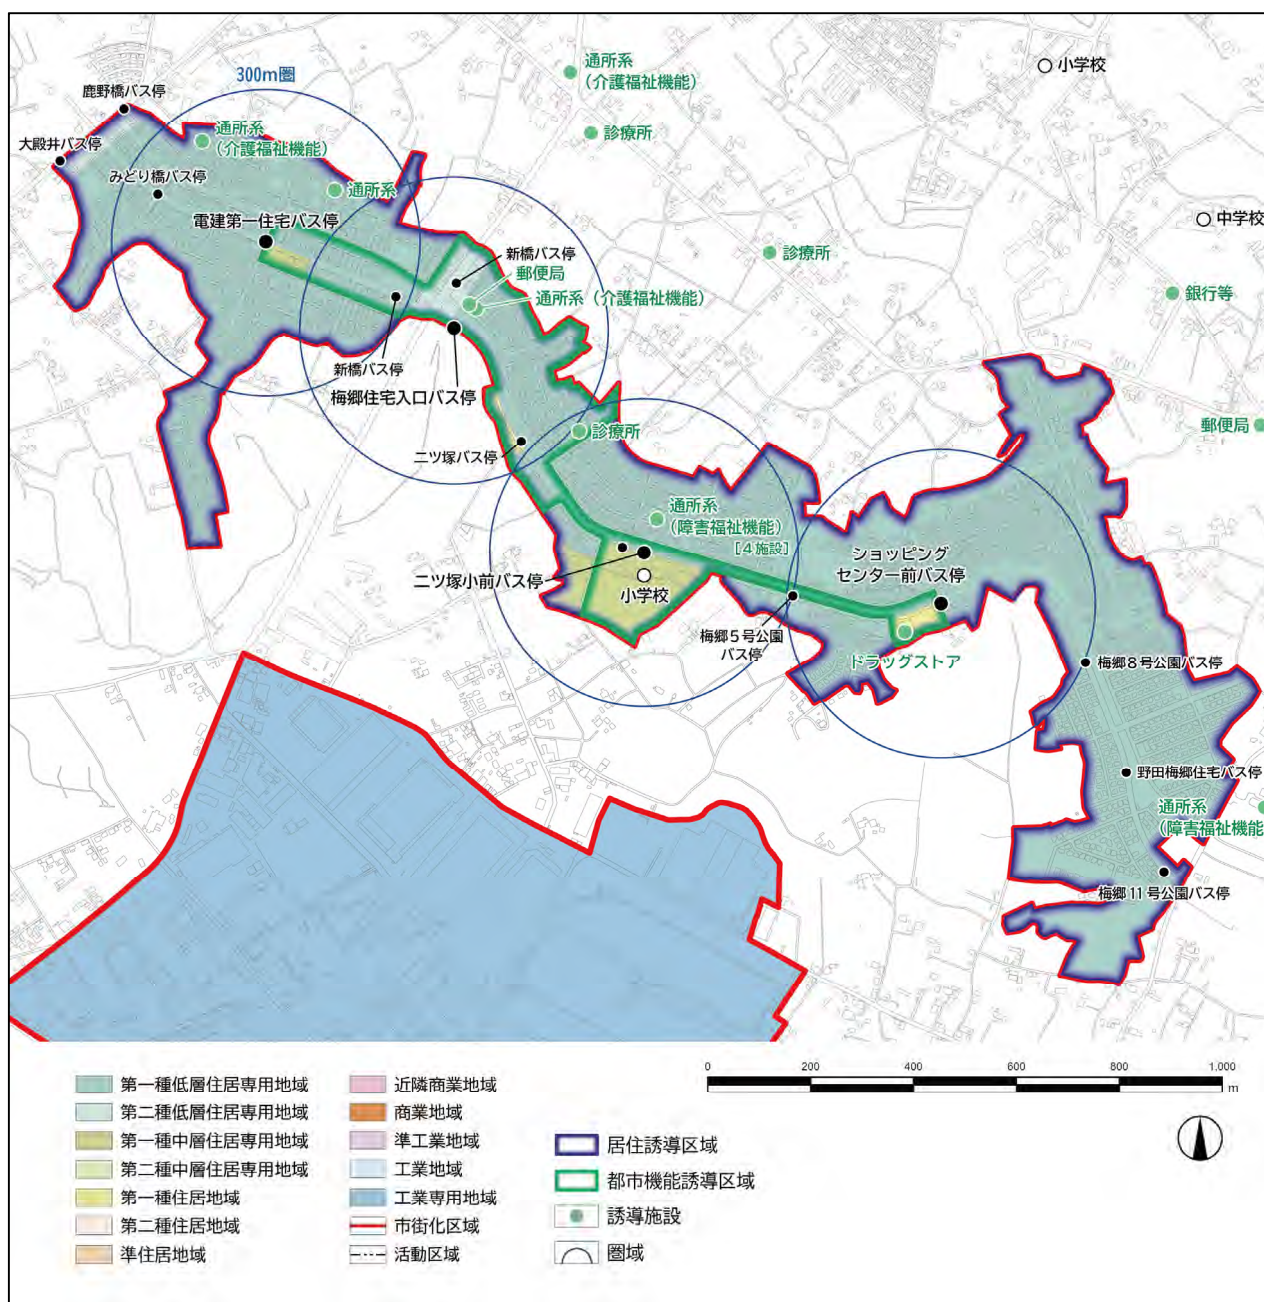 300m圏
通所系
(介護福祉機能)
小学校
鹿野橋バス停
通所系
(介護福祉機能)
診療所
大殿井バス停
みどり橋バス停
通所系
電建第一住宅バス停
中学校
新橋バス停
郵便局
診療所
通所系(介護福祉機能)
銀行等
新橋バス停
梅郷住宅入口バス停
診療所
郵便局
二ツ塚バス停
通所系
(障害福祉機能)
[4施設]
ショッピング
センター前バス停
二ツ塚小前バス停
小学校
梅郷5号公園
バス停
ドラッグストア
梅郷8号公園バス停
野田梅郷住宅バス停
通所系
(障害福祉機能
梅郷11号公園バス停
0 200 400 600 800 1,000
m
第一種低層住居専用地域
第二種低層住居専用地域
第一種中層住居専用地域
第二種中層住居専用地域
第一種住居地域
第二種住居地域
準住居地域
近隣商業地域
商業地域
準工業地域
工業地域
工業専用地域
市街化区域
活動区域
居住誘導区域
都市機能誘導区域
誘導施設
圏域